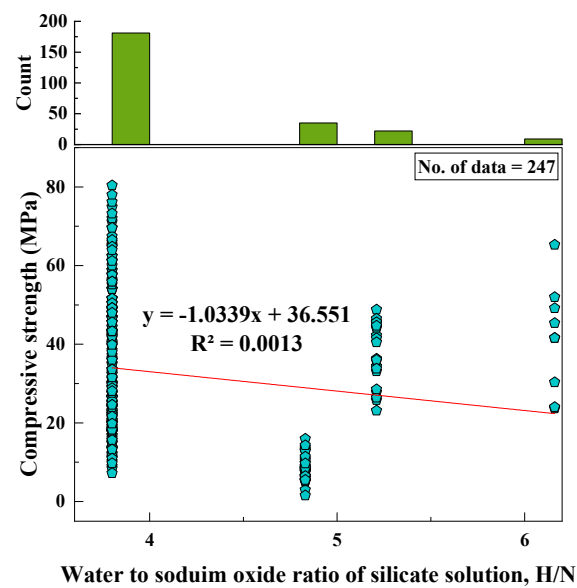 200
150
100
50
0
Count
No. of data = 247
80
60
40
20
0
Compressive strength (MPa)
y = -1.0339x + 36.551
R² = 0.0013
4 5 6
Water to soduim oxide ratio of silicate solution, H/N